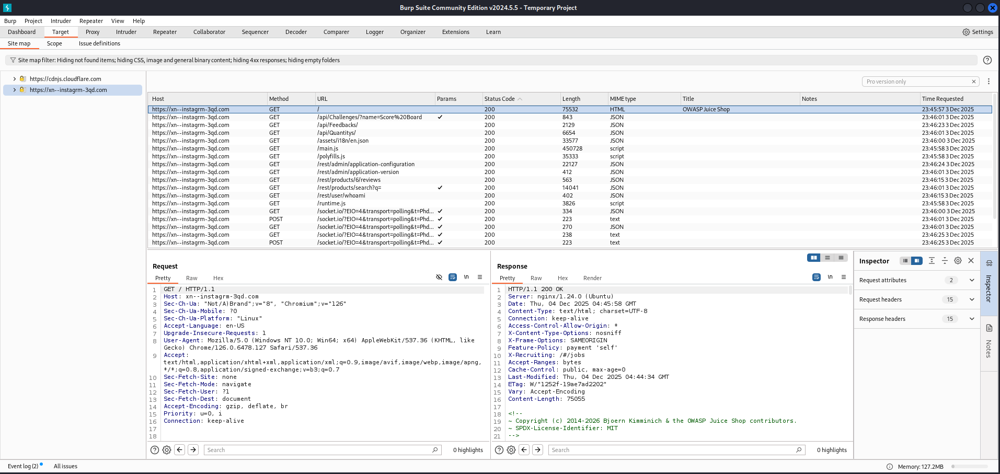 Burp Suite Community Edition v2024.5.5 - Temporary Project
Burp Project Intruder Repeater View Help
Dashboard Target Proxy Intruder Repeater Collaborator Sequencer Decoder Comparer Logger Organizer Extensions Learn Settings
Site map Scope Issue definitions
Site map filter: Hiding not found items; hiding CSS, image and general binary content; hiding 4xx responses; hiding empty folders
https://cdnjs.cloudflare.com
https://xn--instagrm-3qd.com
Pro version only
Host Method URL Params Status Code Length MIME type Title Notes Time Requested
https://xn--instagrm-3qd.com GET / 200 75532 HTML OWASP Juice Shop 23:45:57 3 Dec 2025
https://xn--instagrm-3qd.com GET /api/Challenges/?name=Score%20Board ✓ 200 843 JSON 23:46:01 3 Dec 2025
https://xn--instagrm-3qd.com GET /api/Feedbacks/ 200 2129 JSON 23:46:23 3 Dec 2025
https://xn--instagrm-3qd.com GET /api/Quantitys/ 200 6654 JSON 23:46:01 3 Dec 2025
https://xn--instagrm-3qd.com GET /assets/i18n/en.json 200 33577 JSON 23:46:00 3 Dec 2025
https://xn--instagrm-3qd.com GET /main.js 200 450728 script 23:45:58 3 Dec 2025
https://xn--instagrm-3qd.com GET /polyfills.js 200 35333 script 23:45:58 3 Dec 2025
https://xn--instagrm-3qd.com GET /rest/admin/application-configuration 200 22127 JSON 23:46:24 3 Dec 2025
https://xn--instagrm-3qd.com GET /rest/admin/application-version 200 412 JSON 23:46:01 3 Dec 2025
https://xn--instagrm-3qd.com GET /rest/products/6/reviews 200 563 JSON 23:46:15 3 Dec 2025
https://xn--instagrm-3qd.com GET /rest/products/search?q= ✓ 200 14041 JSON 23:46:01 3 Dec 2025
https://xn--instagrm-3qd.com GET /rest/user/whoami 200 402 JSON 23:46:15 3 Dec 2025
https://xn--instagrm-3qd.com GET /runtime.js 200 3826 script 23:45:58 3 Dec 2025
https://xn--instagrm-3qd.com GET /socket.io/?EIO=4&transport=polling&t=Phd... ✓ 200 334 JSON 23:46:00 3 Dec 2025
https://xn--instagrm-3qd.com POST /socket.io/?EIO=4&transport=polling&t=Phd... ✓ 200 223 text 23:46:01 3 Dec 2025
https://xn--instagrm-3qd.com GET /socket.io/?EIO=4&transport=polling&t=Phd... ✓ 200 270 JSON 23:46:01 3 Dec 2025
https://xn--instagrm-3qd.com GET /socket.io/?EIO=4&transport=polling&t=Phd... ✓ 200 238 text 23:46:25 3 Dec 2025
https://xn--instagrm-3qd.com POST /socket.io/?EIO=4&transport=polling&t=Phd... ✓ 200 223 text 23:46:25 3 Dec 2025
Request
Pretty Raw Hex \n
1 GET / HTTP/1.1
2 Host: xn--instagrm-3qd.com
3 Sec-Ch-Ua: "Not/A)Brand";v="8", "Chromium";v="126"
4 Sec-Ch-Ua-Mobile: ?0
5 Sec-Ch-Ua-Platform: "Linux"
6 Accept-Language: en-US
7 Upgrade-Insecure-Requests: 1
8 User-Agent: Mozilla/5.0 (Windows NT 10.0; Win64; x64) AppleWebKit/537.36 (KHTML, like
Gecko) Chrome/126.0.6478.127 Safari/537.36
9 Accept:
text/html,application/xhtml+xml,application/xml;q=0.9,image/avif,image/webp,image/apng,
*/*;q=0.8,application/signed-exchange;v=b3;q=0.7
10 Sec-Fetch-Site: none
11 Sec-Fetch-Mode: navigate
12 Sec-Fetch-User: ?1
13 Sec-Fetch-Dest: document
14 Accept-Encoding: gzip, deflate, br
15 Priority: u=0, i
16 Connection: keep-alive
17
18
Search 0 highlights
Response
Pretty Raw Hex Render \n
1 HTTP/1.1 200 OK
2 Server: nginx/1.24.0 (Ubuntu)
3 Date: Thu, 04 Dec 2025 04:45:58 GMT
4 Content-Type: text/html; charset=UTF-8
5 Connection: keep-alive
6 Access-Control-Allow-Origin: *
7 X-Content-Type-Options: nosniff
8 X-Frame-Options: SAMEORIGIN
9 Feature-Policy: payment 'self'
10 X-Recruiting: /#/jobs
11 Accept-Ranges: bytes
12 Cache-Control: public, max-age=0
13 Last-Modified: Thu, 04 Dec 2025 04:44:34 GMT
14 ETag: W/"1252f-19ae7ad2202"
15 Vary: Accept-Encoding
16 Content-Length: 75055
17
18 <!--
19 ~ Copyright (c) 2014-2026 Bjoern Kimminich & the OWASP Juice Shop contributors.
20 ~ SPDX-License-Identifier: MIT
21 -->
Search 0 highlights
Inspector
Request attributes 2
Request headers 15
Response headers 15
Inspector
Notes
Event log (2) All issues Memory: 127.2MB